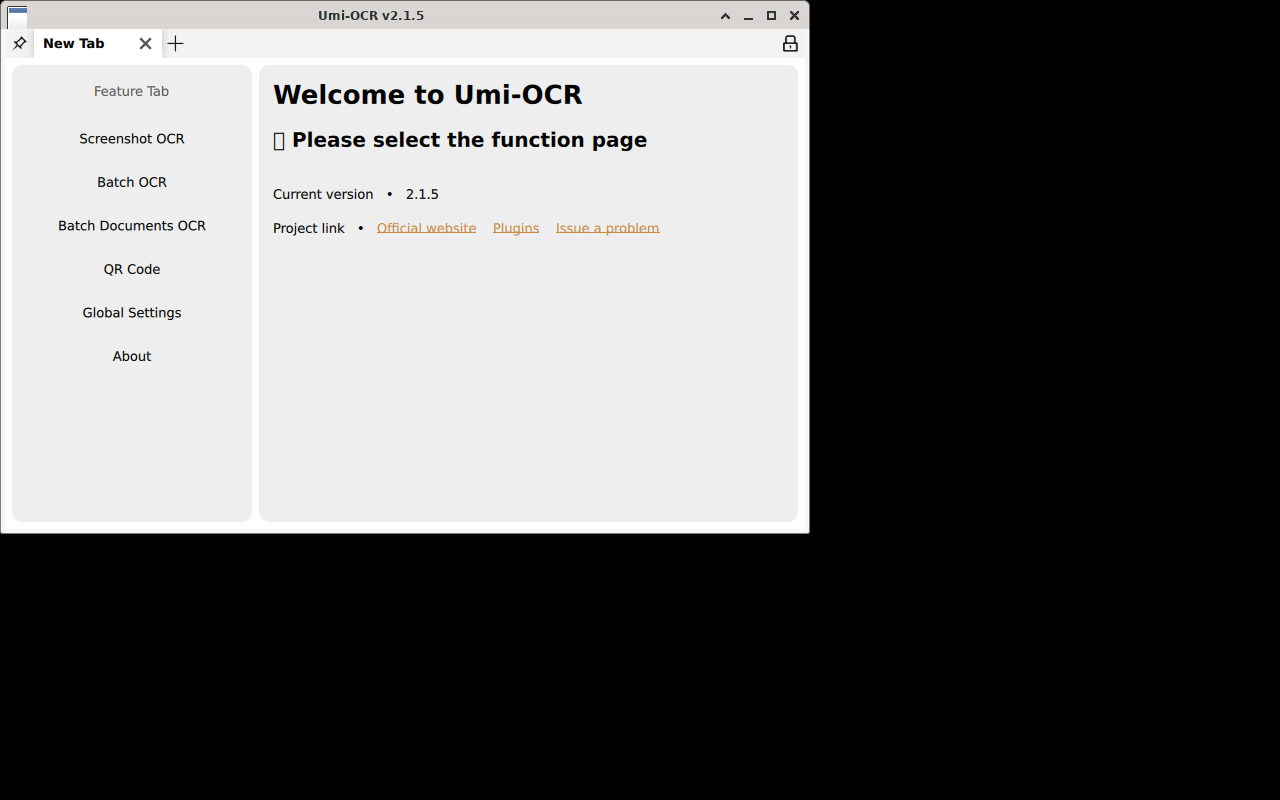 Umi-OCR v2.1.5
New Tab
Feature Tab
Screenshot OCR
Batch OCR
Batch Documents OCR
QR Code
Global Settings
About
Welcome to Umi-OCR
Please select the function page
Current version • 2.1.5
Project link • Official website Plugins Issue a problem